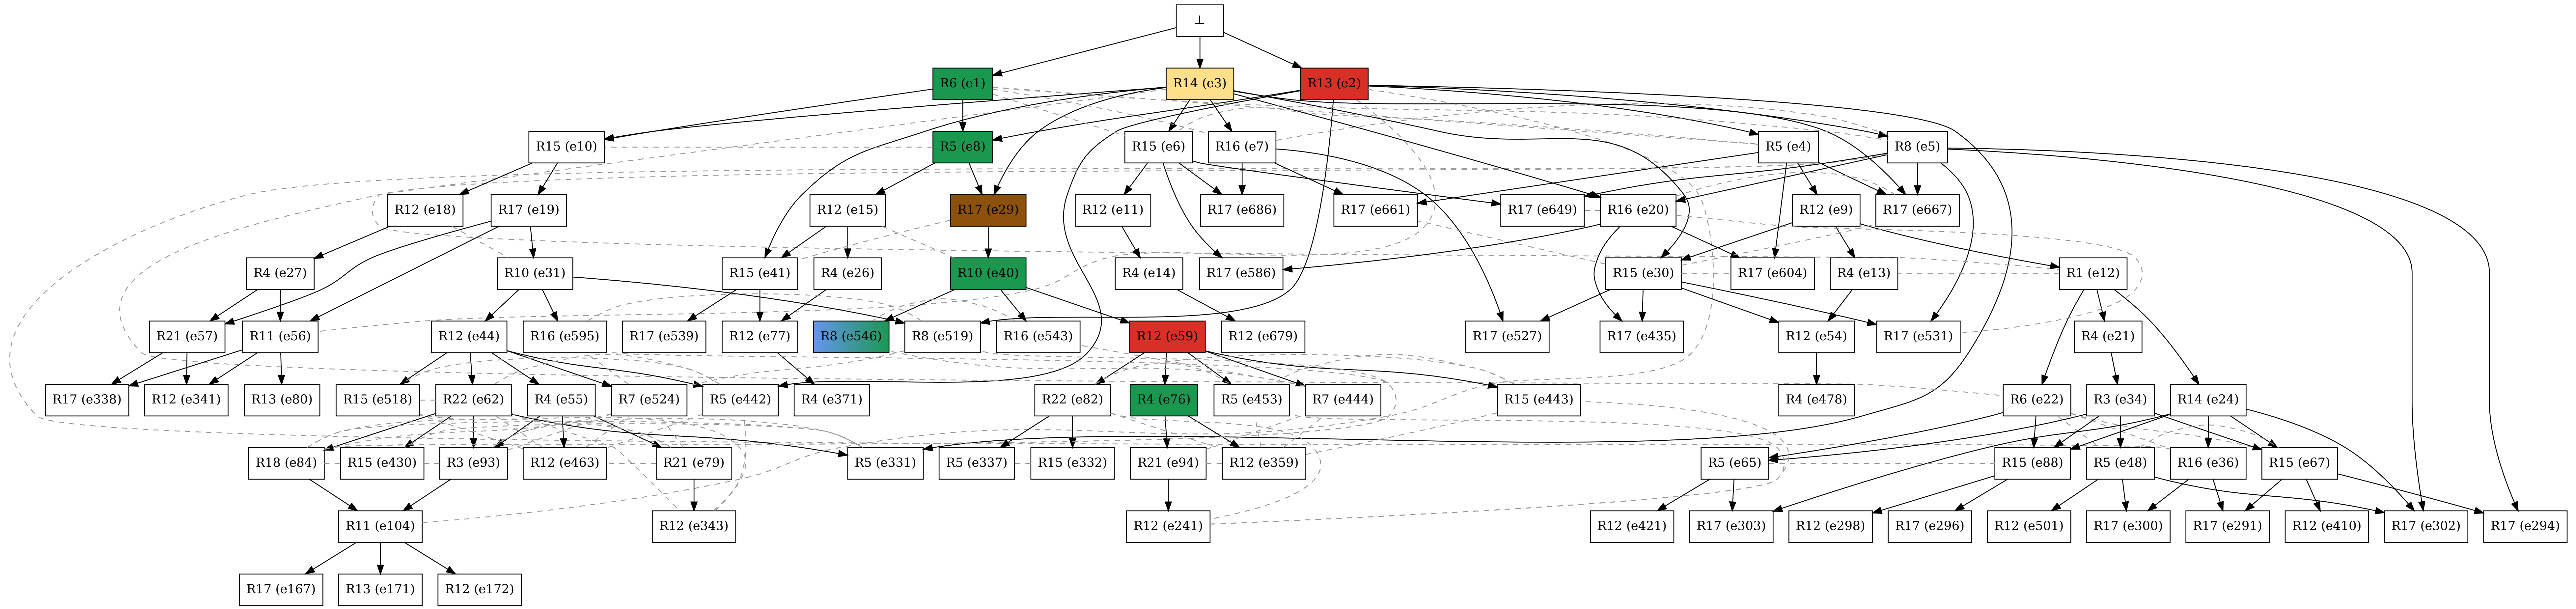 ⊥
R6 (e1) R14 (e3) R13 (e2)
R15 (e10) R5 (e8) R15 (e6) R16 (e7) R5 (e4) R8 (e5)
R12 (e18) R17 (e19) R12 (e15) R17 (e29) R12 (e11) R17 (e686) R17 (e661) R17 (e649) R16 (e20) R12 (e9) R17 (e667)
R4 (e27) R10 (e31) R15 (e41) R4 (e26) R10 (e40) R4 (e14) R17 (e586) R15 (e30) R17 (e604) R4 (e13) R1 (e12)
R21 (e57) R11 (e56) R12 (e44) R16 (e595) R17 (e539) R12 (e77) R8 (e546) R8 (e519) R16 (e543) R12 (e59) R12 (e679) R17 (e527) R17 (e435) R12 (e54) R17 (e531) R4 (e21)
R17 (e338) R12 (e341) R13 (e80) R15 (e518) R22 (e62) R4 (e55) R7 (e524) R5 (e442) R4 (e371) R22 (e82) R4 (e76) R5 (e453) R7 (e444) R15 (e443) R4 (e478) R6 (e22) R3 (e34) R14 (e24)
R18 (e84) R15 (e430) R3 (e93) R12 (e463) R21 (e79) R5 (e331) R5 (e337) R15 (e332) R21 (e94) R12 (e359) R5 (e65) R15 (e88) R5 (e48) R16 (e36) R15 (e67)
R11 (e104) R12 (e343) R12 (e241) R12 (e421) R17 (e303) R12 (e298) R17 (e296) R12 (e501) R17 (e300) R17 (e291) R12 (e410) R17 (e302) R17 (e294)
R17 (e167) R13 (e171) R12 (e172)